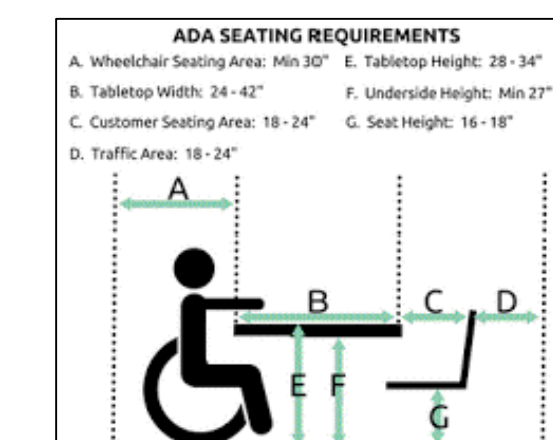 ADA SEATING REQUIREMENTS
A. Wheelchair Seating Area: Min 30" E. Tabletop Height: 28 - 34"
B. Tabletop Width: 24 - 42" F. Underside Height: Min 27"
C. Customer Seating Area: 18 - 24" G. Seat Height: 16 - 18"
D. Traffic Area: 18 - 24"
A
B C D
E F
G